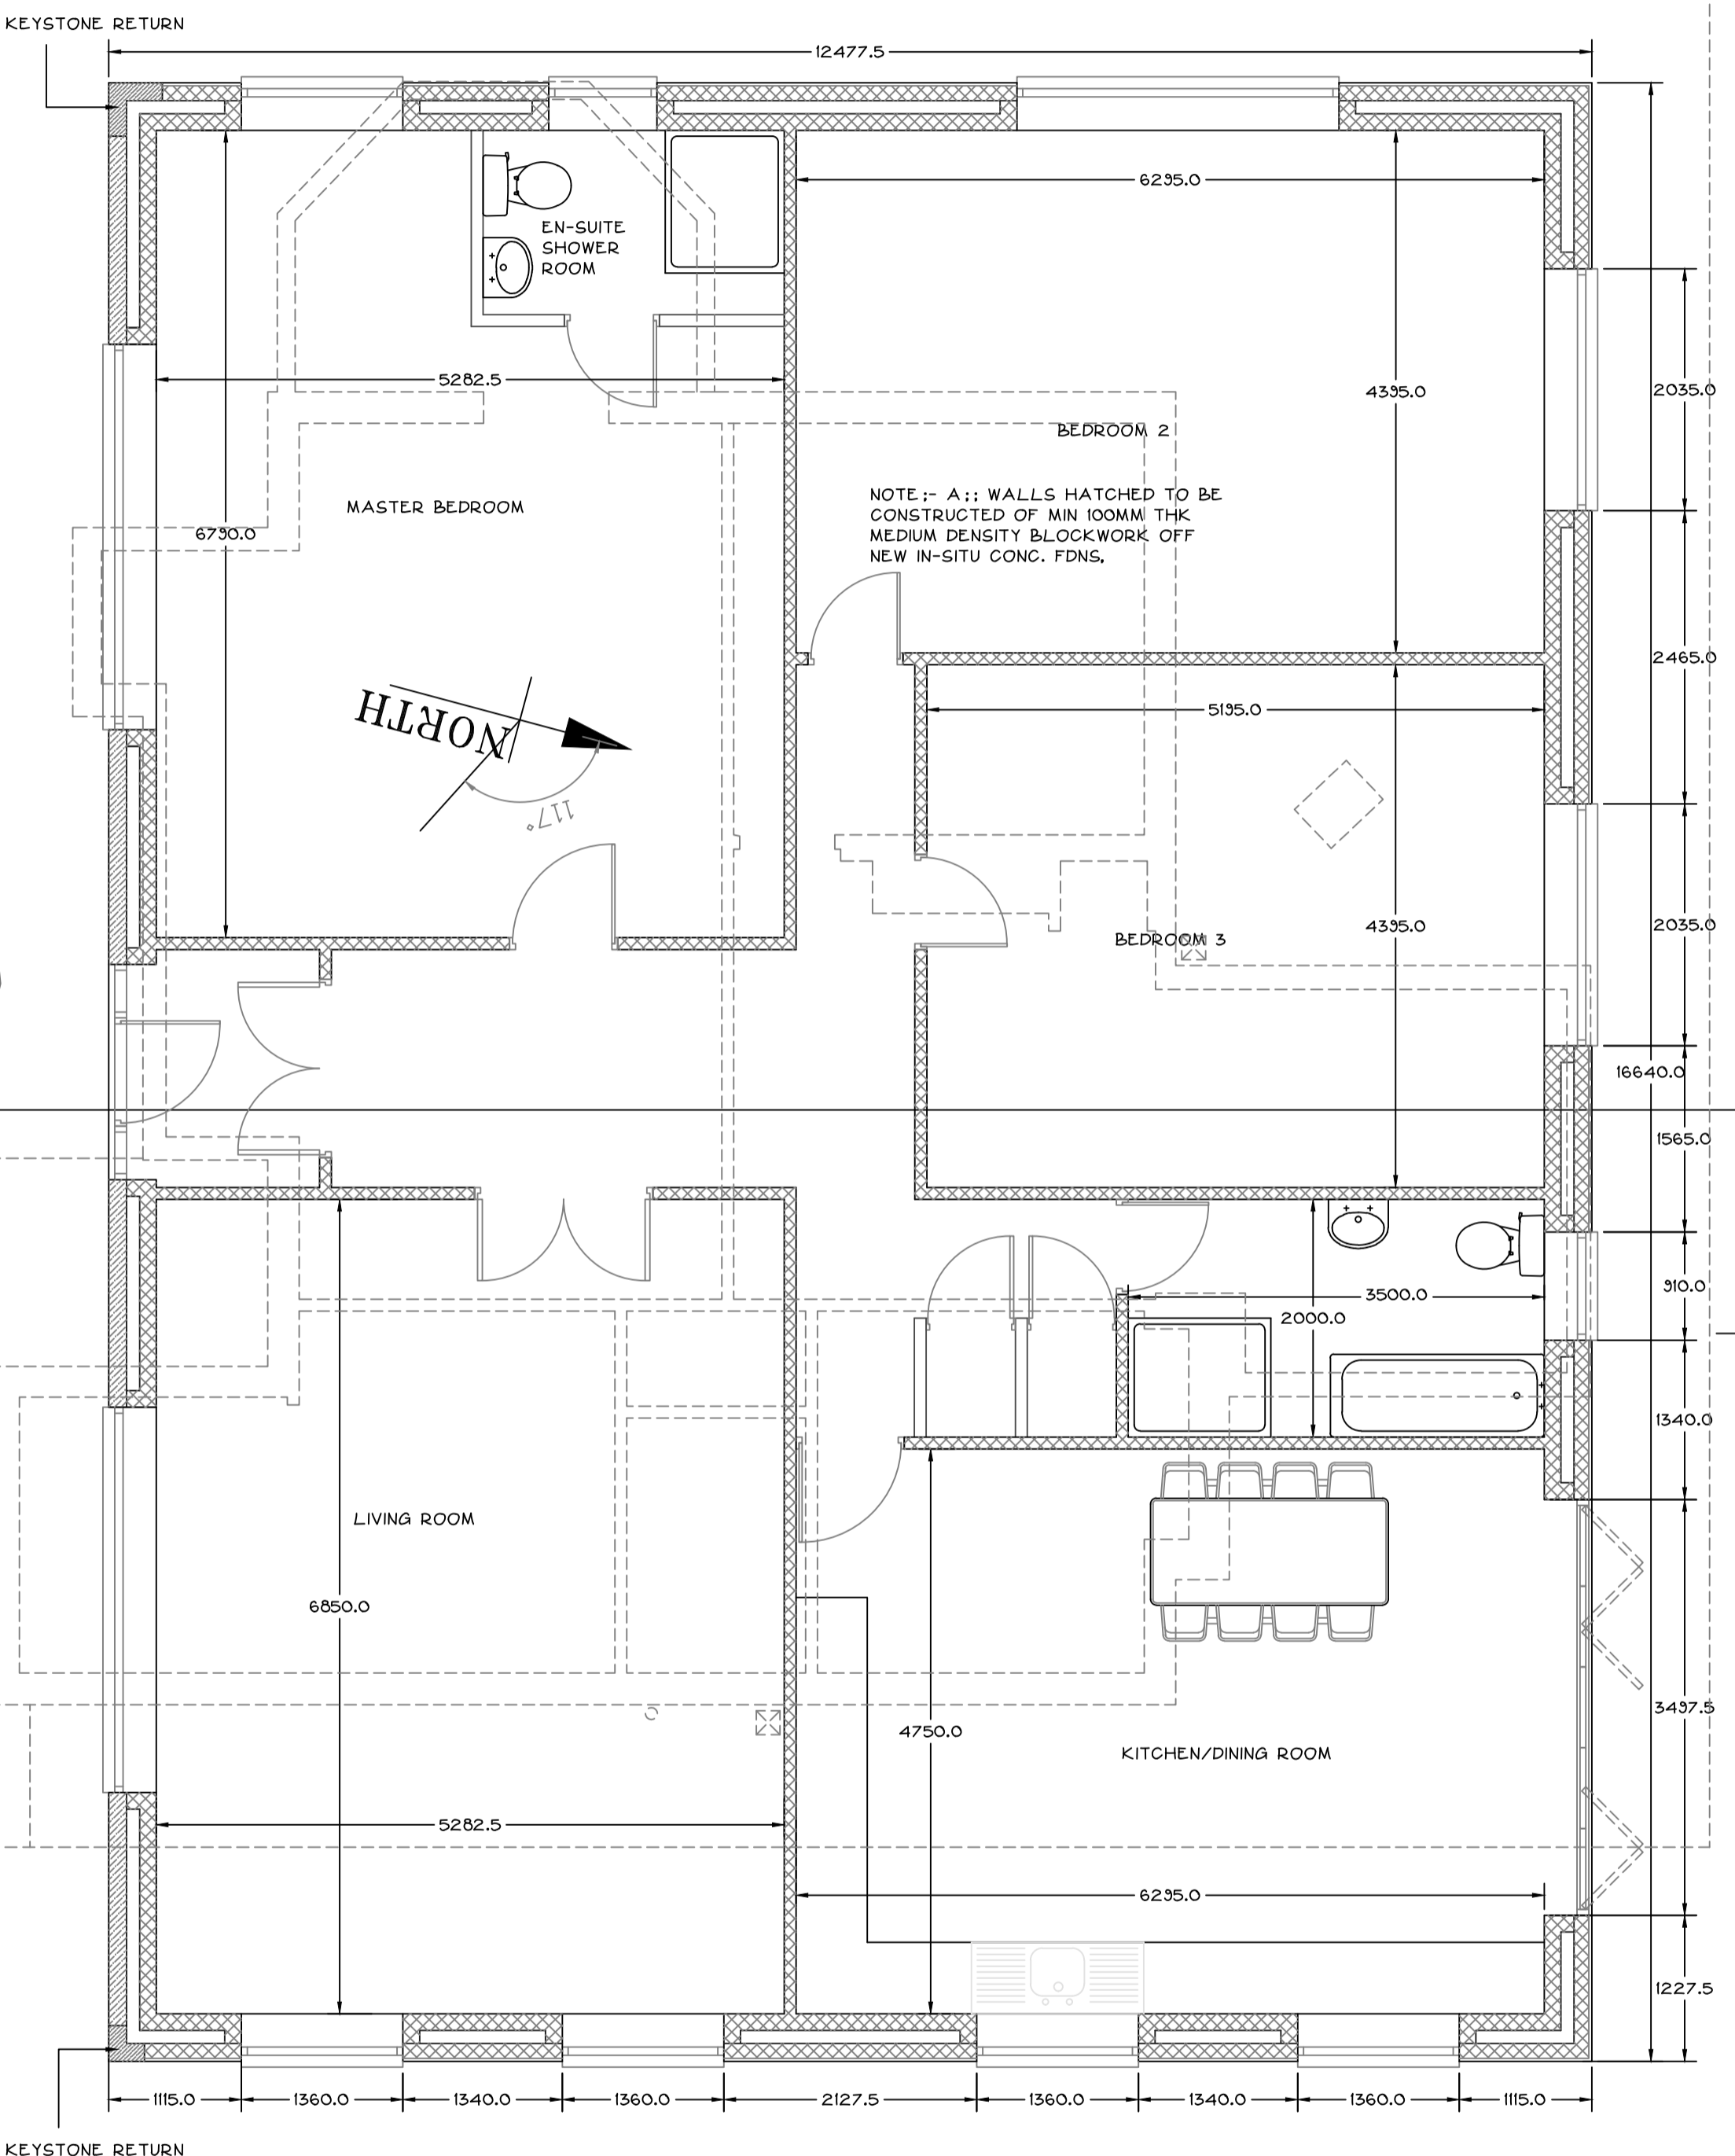 KEYSTONE RETURN
12477.5
6295.0
EN-SUITE
SHOWER
ROOM
5282.5
4395.0
2035.0
BEDROOM 2
MASTER BEDROOM
NOTE;- A;; WALLS HATCHED TO BE
CONSTRUCTED OF MIN 100MM THK
MEDIUM DENSITY BLOCKWORK OFF
NEW IN-SITU CONC. FDNS.
6790.0
2465.0
5195.0
NORTH
117°
4395.0
2035.0
BEDROOM 3
16640.0
1565.0
910.0
3500.0
2000.0
1340.0
LIVING ROOM
6850.0
3497.5
4750.0
KITCHEN/DINING ROOM
5282.5
6295.0
1227.5
1115.0
1360.0
1340.0
1360.0
2127.5
1360.0
1340.0
1360.0
1115.0
KEYSTONE RETURN